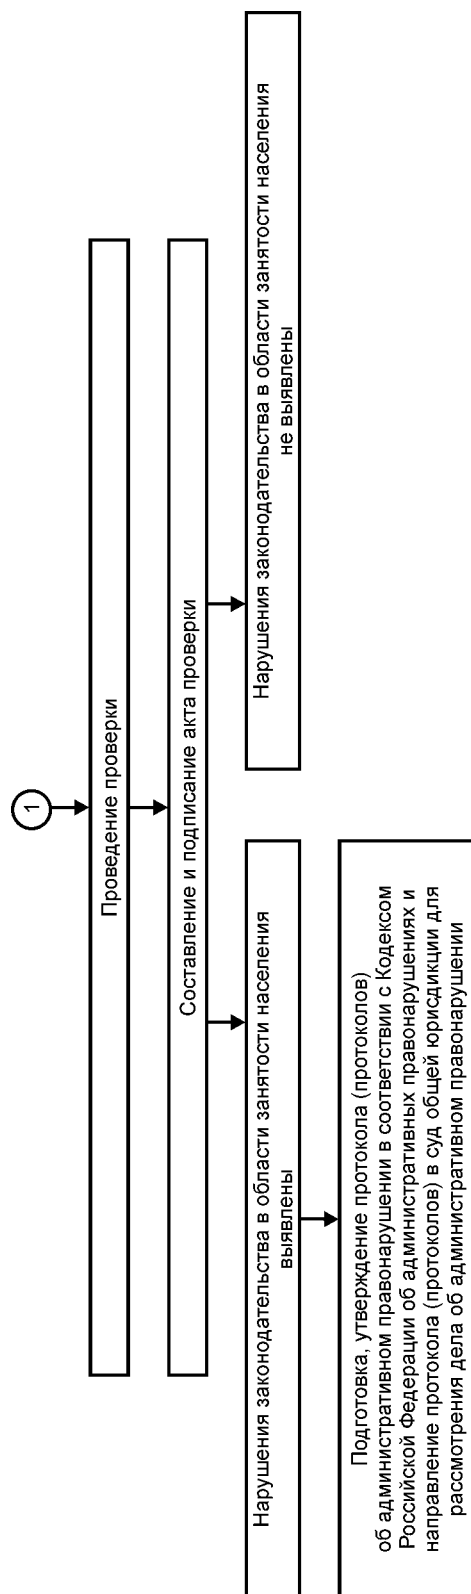 1
Проведение проверки
Составление и подписание акта проверки
Нарушения законодательства в области занятости населения
выявлены
Нарушения законодательства в области занятости населения
не выявлены
Подготовка, утверждение протокола (протоколов)
об административном правонарушении в соответствии с Кодексом
Российской Федерации об административных правонарушениях и
направление протокола (протоколов) в суд общей юрисдикции для
рассмотрения дела об административном правонарушении